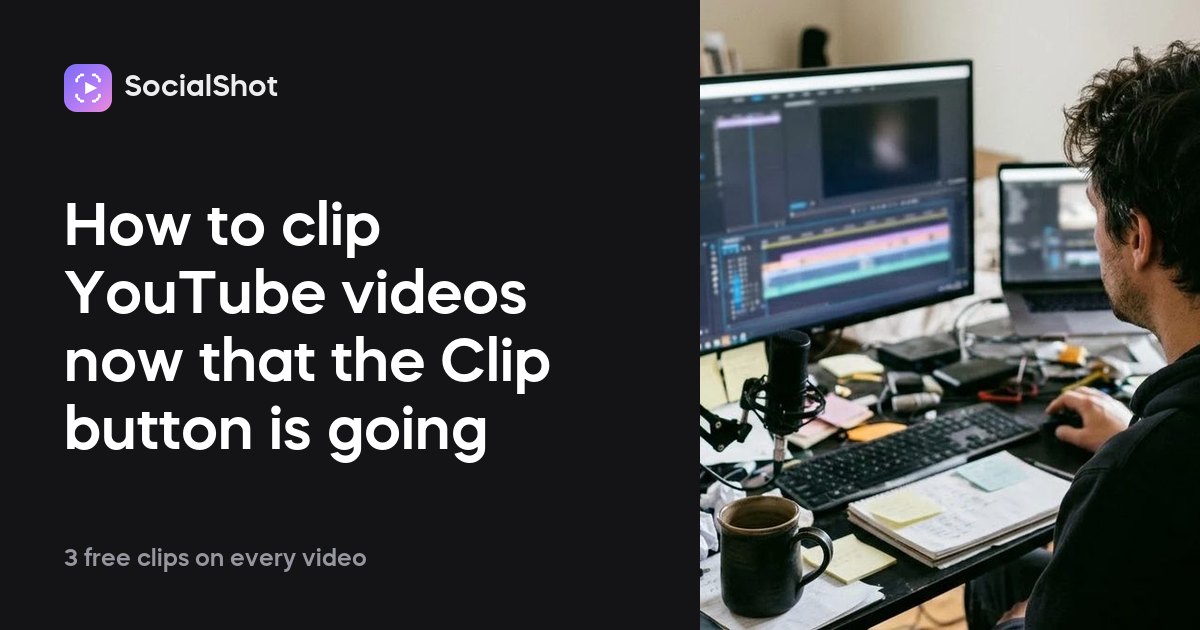 SocialShot
How to clip
YouTube videos
now that the Clip
button is going
3 free clips on every video